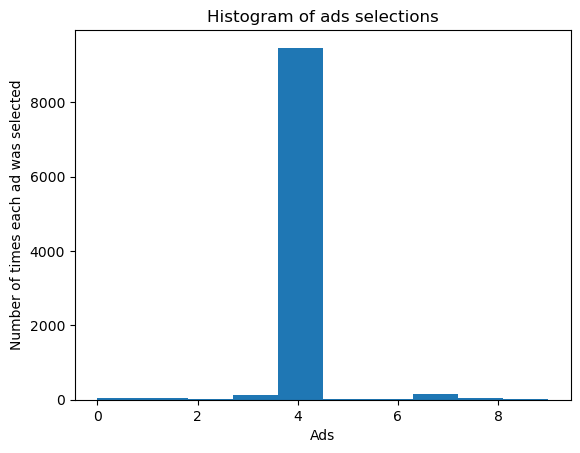 Histogram of ads selections
Number of times each ad was selected
8000
6000
4000
2000
0
0 2 4 6 8
Ads